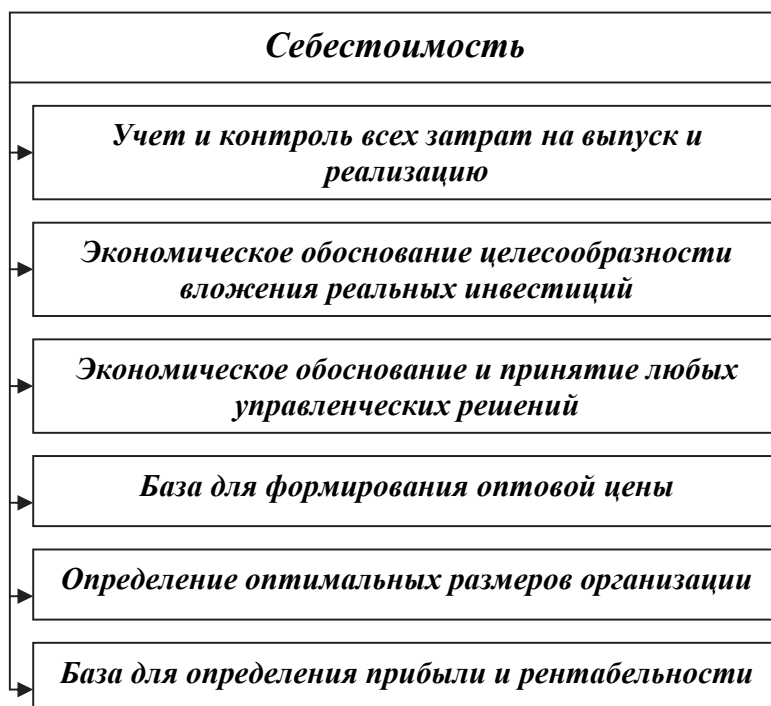 Себестоимость
Учет и контроль всех затрат на выпуск и
реализацию
Экономическое обоснование целесообразности
вложения реальных инвестиций
Экономическое обоснование и принятие любых
управленческих решений
База для формирования оптовой цены
Определение оптимальных размеров организации
База для определения прибыли и рентабельности